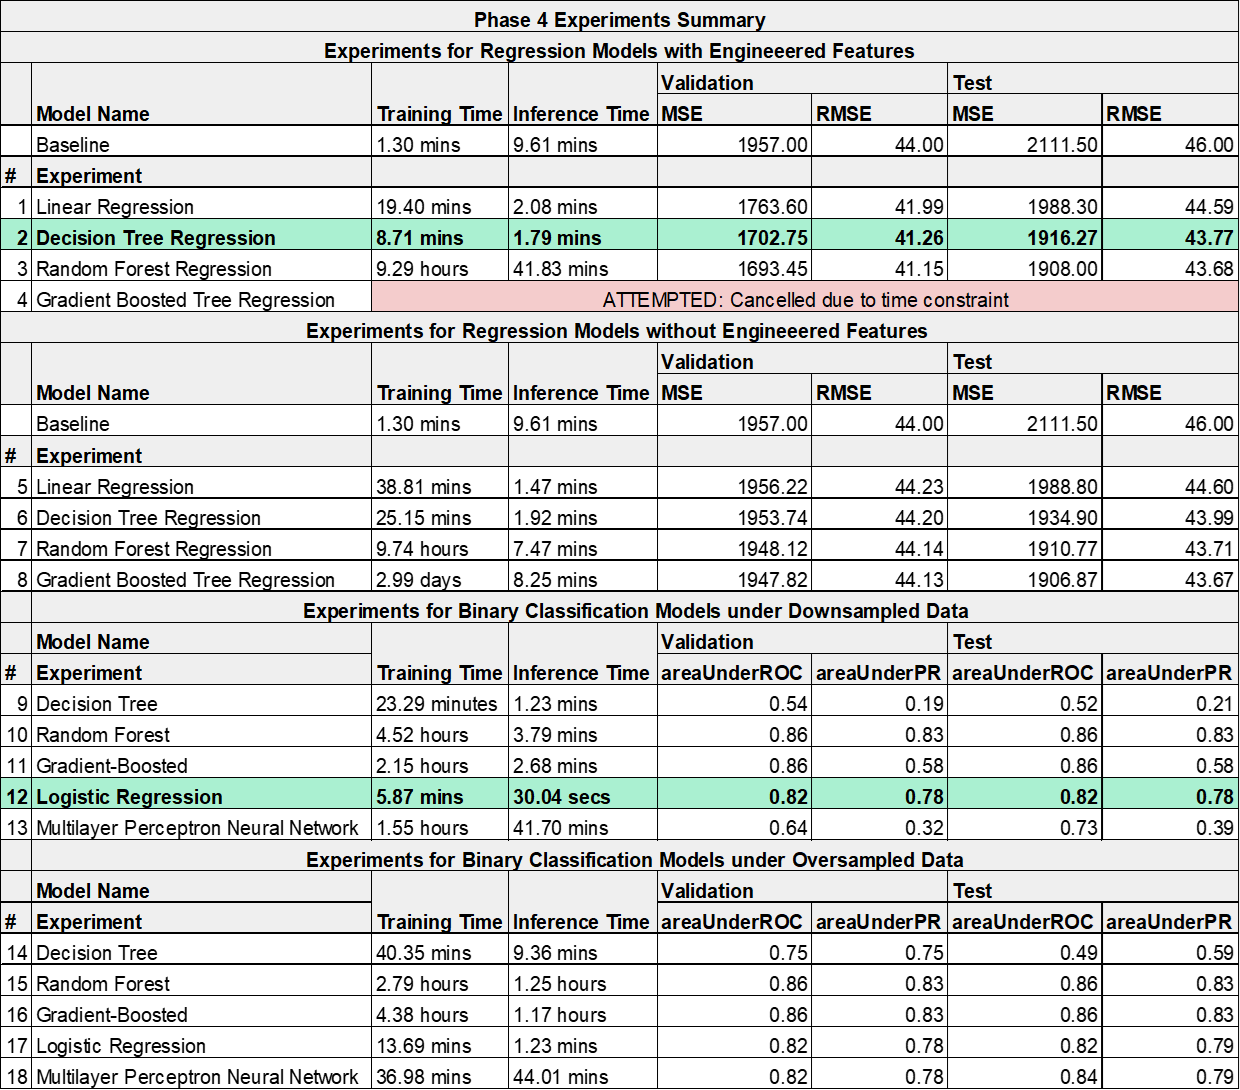 Phase 4 Experiments Summary
Experiments for Regression Models with Engineeered Features
Validation Test
Model Name Training Time Inference Time MSE RMSE MSE RMSE
Baseline 1.30 mins 9.61 mins 1957.00 44.00 2111.50 46.00
# Experiment
1 Linear Regression 19.40 mins 2.08 mins 1763.60 41.99 1988.30 44.59
2 Decision Tree Regression 8.71 mins 1.79 mins 1702.75 41.26 1916.27 43.77
3 Random Forest Regression 9.29 hours 41.83 mins 1693.45 41.15 1908.00 43.68
4 Gradient Boosted Tree Regression ATTEMPTED: Cancelled due to time constraint
Experiments for Regression Models without Engineeered Features
Validation Test
Model Name Training Time Inference Time MSE RMSE MSE RMSE
Baseline 1.30 mins 9.61 mins 1957.00 44.00 2111.50 46.00
# Experiment
5 Linear Regression 38.81 mins 1.47 mins 1956.22 44.23 1988.80 44.60
6 Decision Tree Regression 25.15 mins 1.92 mins 1953.74 44.20 1934.90 43.99
7 Random Forest Regression 9.74 hours 7.47 mins 1948.12 44.14 1910.77 43.71
8 Gradient Boosted Tree Regression 2.99 days 8.25 mins 1947.82 44.13 1906.87 43.67
Experiments for Binary Classification Models under Downsampled Data
Model Name Validation Test
# Experiment Training Time Inference Time areaUnderROC areaUnderPR areaUnderROC areaUnderPR
9 Decision Tree 23.29 minutes 1.23 mins 0.54 0.19 0.52 0.21
10 Random Forest 4.52 hours 3.79 mins 0.86 0.83 0.86 0.83
11 Gradient-Boosted 2.15 hours 2.68 mins 0.86 0.58 0.86 0.58
12 Logistic Regression 5.87 mins 30.04 secs 0.82 0.78 0.82 0.78
13 Multilayer Perceptron Neural Network 1.55 hours 41.70 mins 0.64 0.32 0.73 0.39
Experiments for Binary Classification Models under Oversampled Data
Model Name Validation Test
# Experiment Training Time Inference Time areaUnderROC areaUnderPR areaUnderROC areaUnderPR
14 Decision Tree 40.35 mins 9.36 mins 0.75 0.75 0.49 0.59
15 Random Forest 2.79 hours 1.25 hours 0.86 0.83 0.86 0.83
16 Gradient-Boosted 4.38 hours 1.17 hours 0.86 0.83 0.86 0.83
17 Logistic Regression 13.69 mins 1.23 mins 0.82 0.78 0.82 0.79
18 Multilayer Perceptron Neural Network 36.98 mins 44.01 mins 0.82 0.78 0.84 0.79